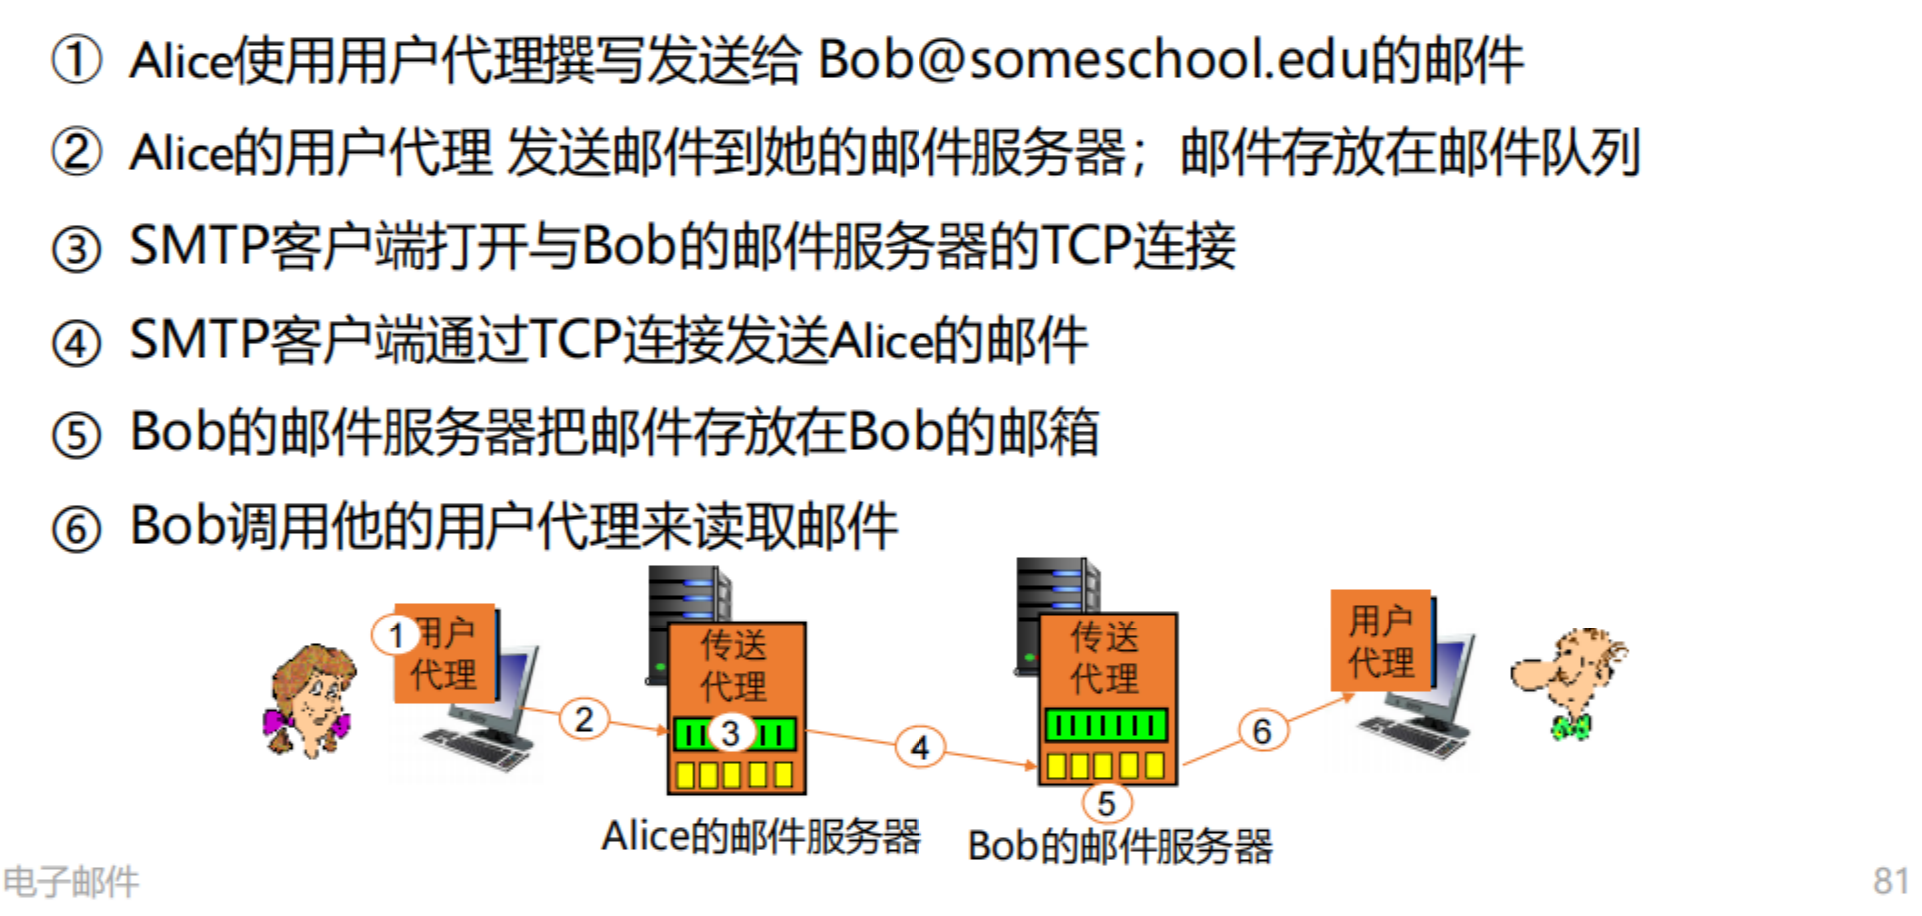 ① Alice使用用户代理撰写发送给 Bob@someschool.edu的邮件
② Alice的用户代理 发送邮件到她的邮件服务器；邮件存放在邮件队列
③ SMTP客户端打开与Bob的邮件服务器的TCP连接
④ SMTP客户端通过TCP连接发送Alice的邮件
⑤ Bob的邮件服务器把邮件存放在Bob的邮箱
⑥ Bob调用他的用户代理来读取邮件
1 用户
代理
2
传送
代理
3
4
传送
代理
5
6
用户
代理
Alice的邮件服务器
Bob的邮件服务器
电子邮件
81